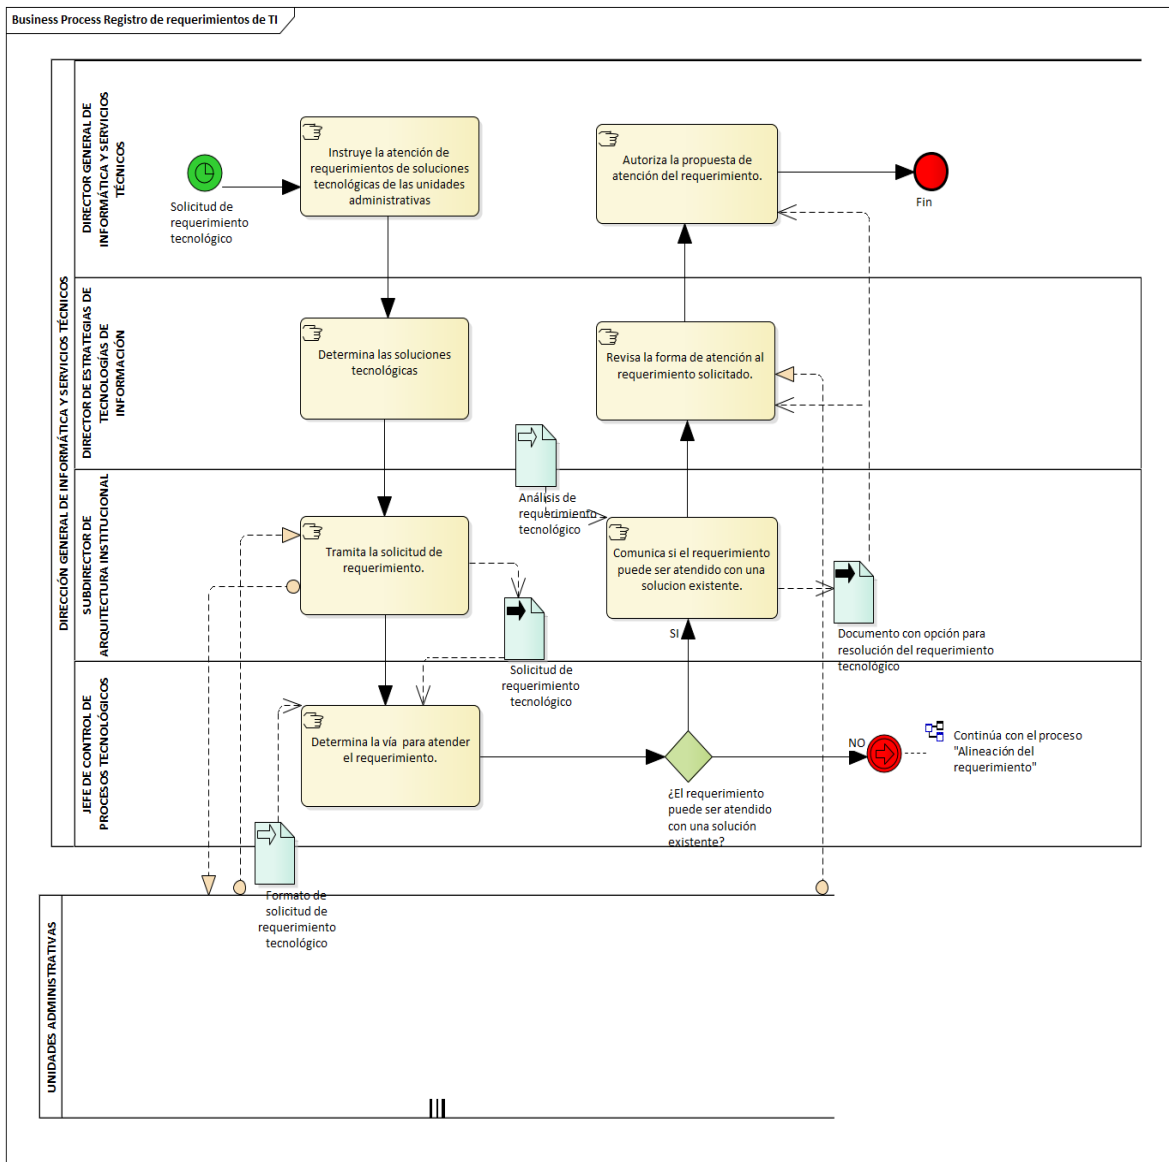 Business Process Registro de requerimientos de TI
DIRECCIÓN GENERAL DE INFORMÁTICA Y SERVICIOS TÉCNICOS
DIRECTOR GENERAL DE
INFORMÁTICA Y SERVICIOS
TÉCNICOS
Solicitud de
requerimiento
tecnológico
Instruye la atención de
requerimientos de soluciones
tecnológicas de las unidades
administrativas
Autoriza la propuesta de
atención del requerimiento.
Fin
DIRECTOR DE ESTRATEGIAS DE
TECNOLOGÍAS DE
INFORMACIÓN
Determina las soluciones
tecnológicas
Revisa la forma de atención al
requerimiento solicitado.
SUBDIRECTOR DE
ARQUITECTURA INSTITUCIONAL
Tramita la solicitud de
requerimiento.
Análisis de
requerimiento
tecnológico
Comunica si el requerimiento
puede ser atendido con una
solucion existente.
Documento con opción para
resolución del requerimiento
tecnológico
Solicitud de
requerimiento
tecnológico
SI
JEFE DE CONTROL DE
PROCESOS TECNOLÓGICOS
Determina la vía para atender
el requerimiento.
¿El requerimiento
puede ser atendido
con una solución
existente?
NO
Continúa con el proceso
"Alineación del
requerimiento"
Formato de
solicitud de
requerimiento
tecnológico
UNIDADES ADMINISTRATIVAS